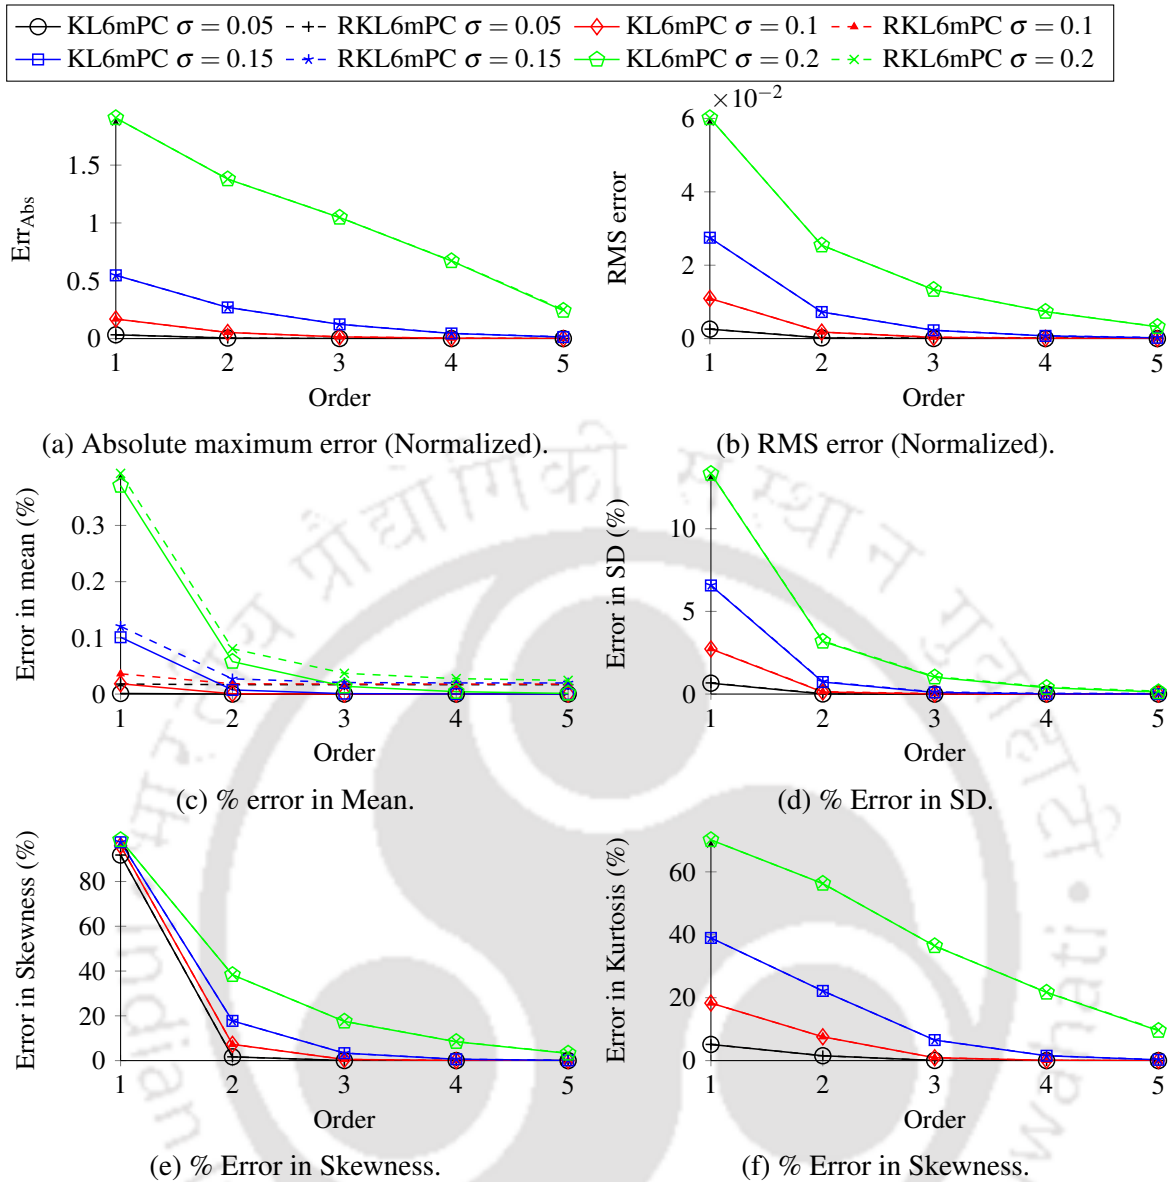 KL6mPC σ = 0.05 RKL6mPC σ = 0.05 KL6mPC σ = 0.1 RKL6mPC σ = 0.1
KL6mPC σ = 0.15 RKL6mPC σ = 0.15 KL6mPC σ = 0.2 RKL6mPC σ = 0.2
Err_Abs
0 0.5 1 1.5
1 2 3 4 5
Order
(a) Absolute maximum error (Normalized).
×10⁻²
RMS error
0 2 4 6
1 2 3 4 5
Order
(b) RMS error (Normalized).
Error in mean (%)
0 0.1 0.2 0.3
1 2 3 4 5
Order
(c) % error in Mean.
Error in SD (%)
0 5 10
1 2 3 4 5
Order
(d) % Error in SD.
Error in Skewness (%)
0 20 40 60 80
1 2 3 4 5
Order
(e) % Error in Skewness.
Error in Kurtosis (%)
0 20 40 60
1 2 3 4 5
Order
(f) % Error in Skewness.